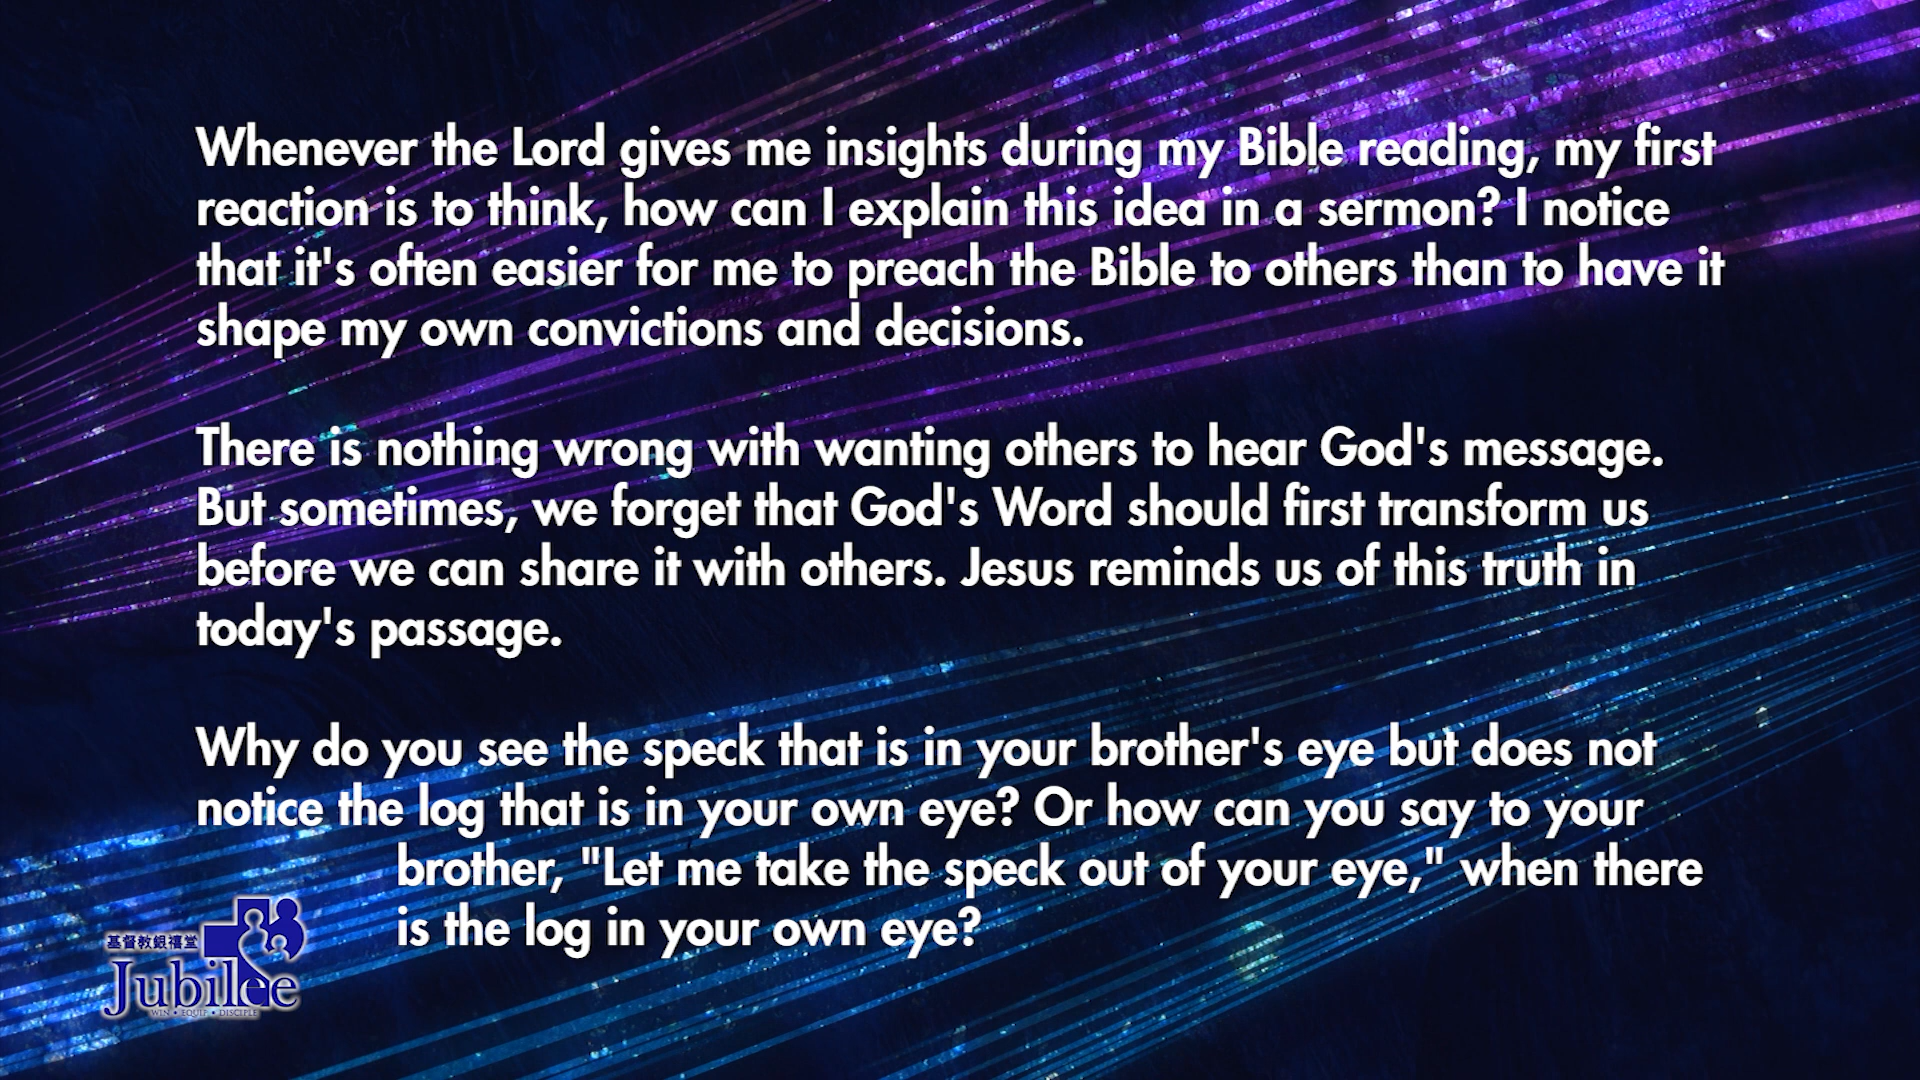 Whenever the Lord gives me insights during my Bible reading, my first
reaction is to think, how can I explain this idea in a sermon? I notice
that it's often easier for me to preach the Bible to others than to have it
shape my own convictions and decisions.
There is nothing wrong with wanting others to hear God's message.
But sometimes, we forget that God's Word should first transform us
before we can share it with others. Jesus reminds us of this truth in
today's passage.
Why do you see the speck that is in your brother's eye but does not
notice the log that is in your own eye? Or how can you say to your
brother, "Let me take the speck out of your eye," when there
is the log in your own eye?
基督教銀禧堂
Jubilee
WIN • EQUIP • DISCIPLE